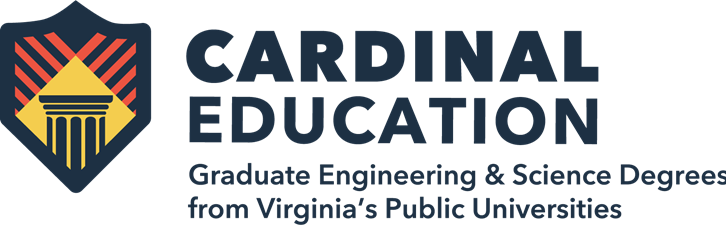 CARDINAL
EDUCATION
Graduate Engineering & Science Degrees
from Virginia's Public Universities